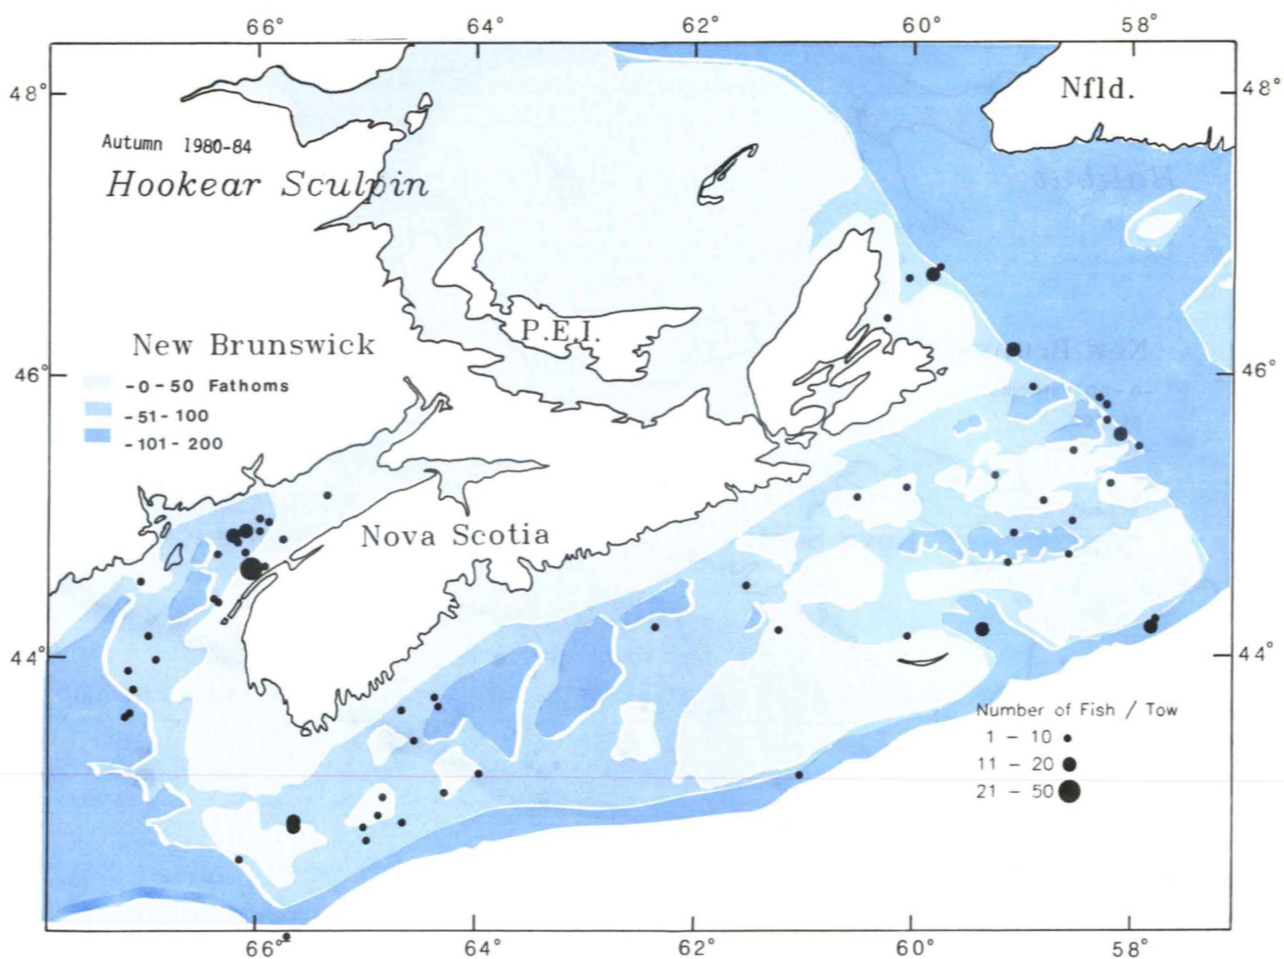 66° 64° 62° 60° 58°
48° 48°
Nfld.
Autumn 1980-84
Hookear Sculpin
P.E.I.
New Brunswick
46° 46°
-0-50 Fathoms
-51-100
-101-200
Nova Scotia
44° 44°
Number of Fish / Tow
1 - 10
11 - 20
21 - 50
66° 64° 62° 60° 58°